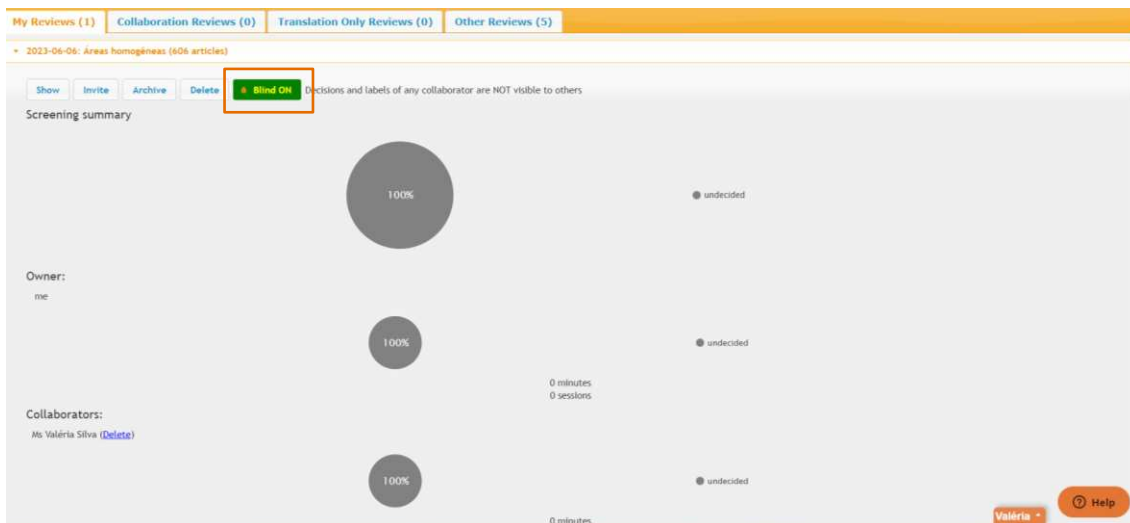 My Reviews (1) Collaboration Reviews (0) Translation Only Reviews (0) Other Reviews (5)
2023-06-06: Áreas homogéneas (606 articles)
Show Invite Archive Delete Blind ON Decisions and labels of any collaborator are NOT visible to others
Screening summary
100% undecided
Owner:
me
100% undecided
0 minutes
0 sessions
Collaborators:
Ms Valéria Silva (Delete)
100% undecided
0 minutes
Valéria
Help